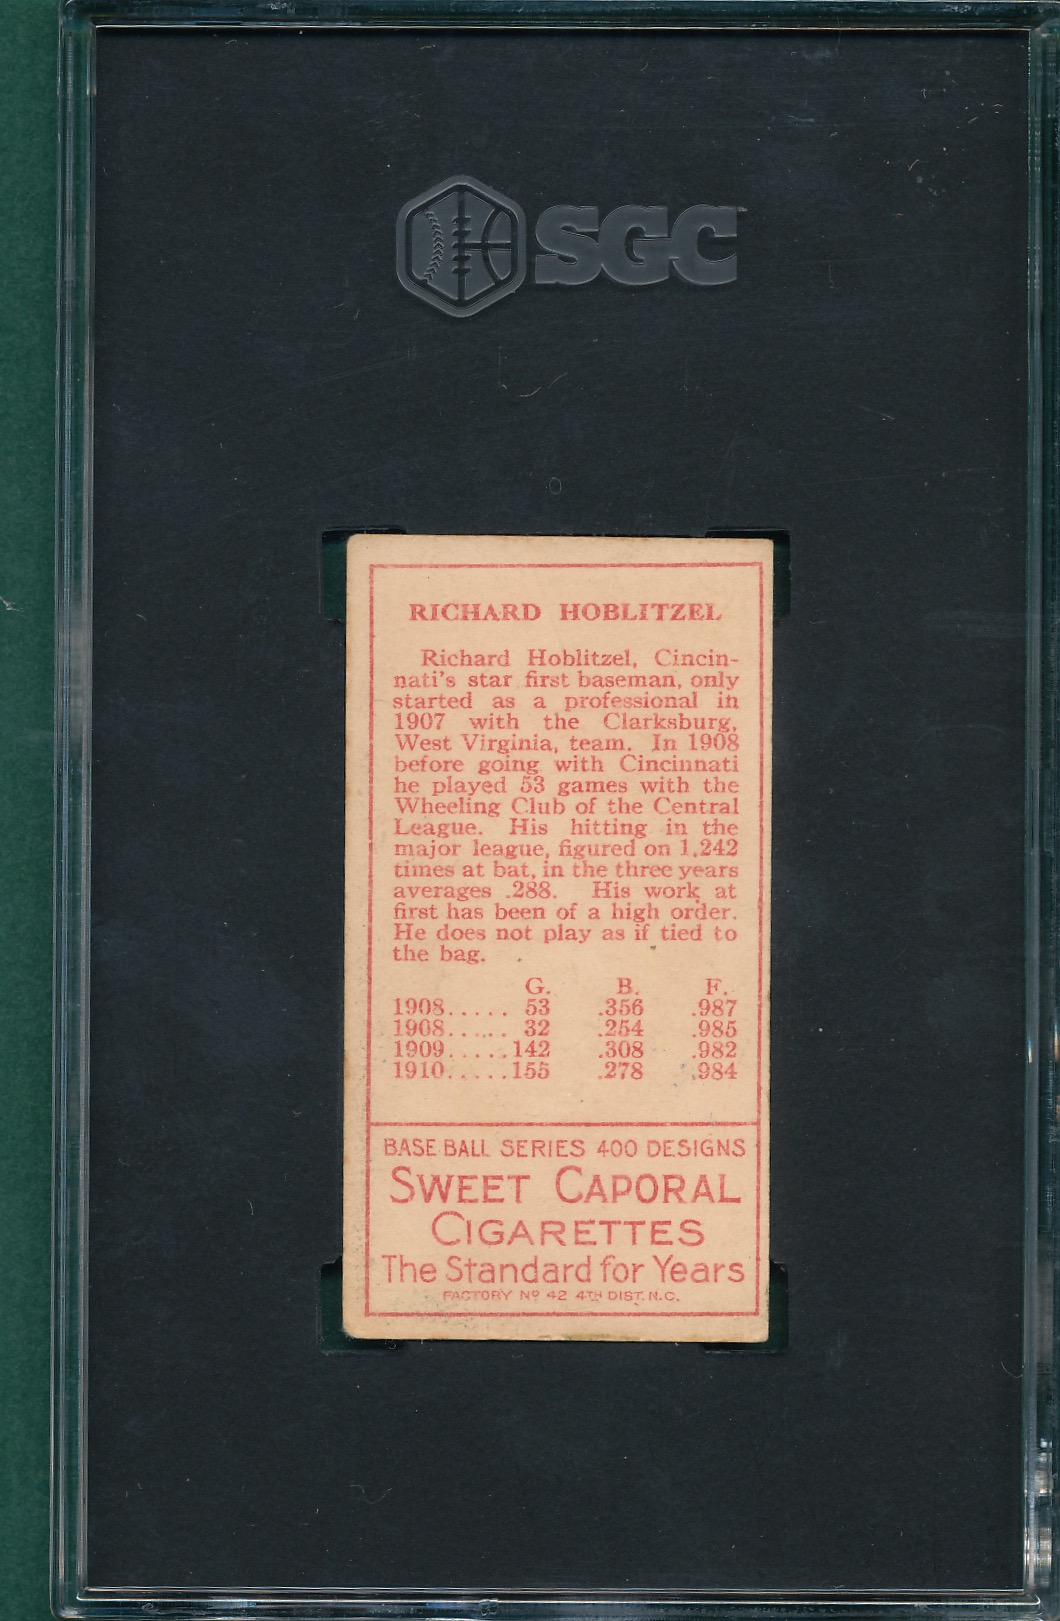 SGC
RICHARD HOBLITZEL
Richard Hoblitzel, Cincin-
nati's star first baseman, only
started as a professional in
1907 with the Clarksburg,
West Virginia, team. In 1908
before going with Cincinnati
he played 53 games with the
Wheeling Club of the Central
League. His hitting in the
major league, figured on 1,242
times at bat, in the three years
averages .288. His work at
first has been of a high order.
He does not play as if tied to
the bag.
G. B. F.
1908..... 53 .356 .987
1908...... 32 .254 .985
1909.....142 .308 .982
1910.....155 .278 .984
BASE BALL SERIES 400 DESIGNS
SWEET CAPORAL
CIGARETTES
The Standard for Years
FACTORY Nº 42 4TH DIST. N.C.